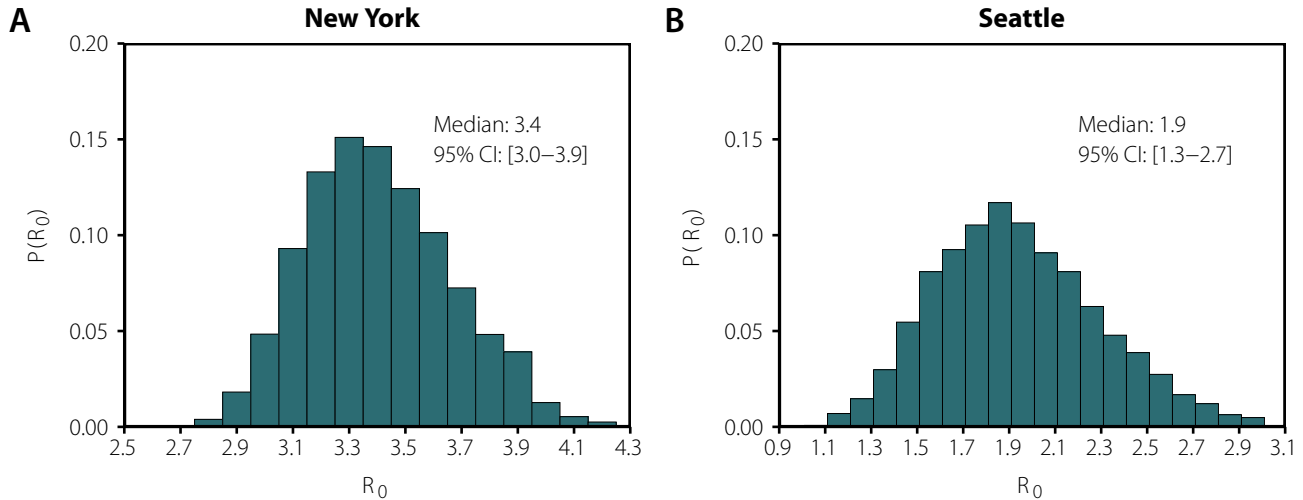 A
New York
0.20
0.15
0.10
0.05
0.00
P(R0)
Median: 3.4
95% CI: [3.0–3.9]
2.5 2.7 2.9 3.1 3.3 3.5 3.7 3.9 4.1 4.3
R0
B
Seattle
0.20
0.15
0.10
0.05
0.00
P( R0)
Median: 1.9
95% CI: [1.3–2.7]
0.9 1.1 1.3 1.5 1.7 1.9 2.1 2.3 2.5 2.7 2.9 3.1
R0